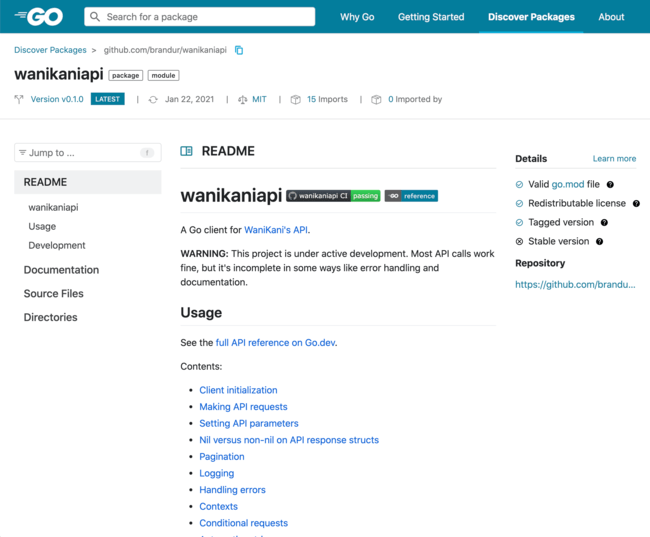 GO
Search for a package
Why Go
Getting Started
Discover Packages
About
Discover Packages > github.com/brandur/wanikaniapi
wanikaniapi package module
Version v0.1.0 LATEST | Jan 22, 2021 | MIT | 15 Imports | 0 Imported by
Jump to ... f
README
wanikaniapi
Usage
Development
Documentation
Source Files
Directories
README
wanikaniapi wanikaniapi CI passing GO reference
A Go client for WaniKani's API.
WARNING: This project is under active development. Most API calls work
fine, but it's incomplete in some ways like error handling and
documentation.
Usage
See the full API reference on Go.dev.
Contents:
• Client initialization
• Making API requests
• Setting API parameters
• Nil versus non-nil on API response structs
• Pagination
• Logging
• Handling errors
• Contexts
• Conditional requests
Details Learn more
Valid go.mod file ?
Redistributable license ?
Tagged version ?
Stable version ?
Repository
https://github.com/brandu...